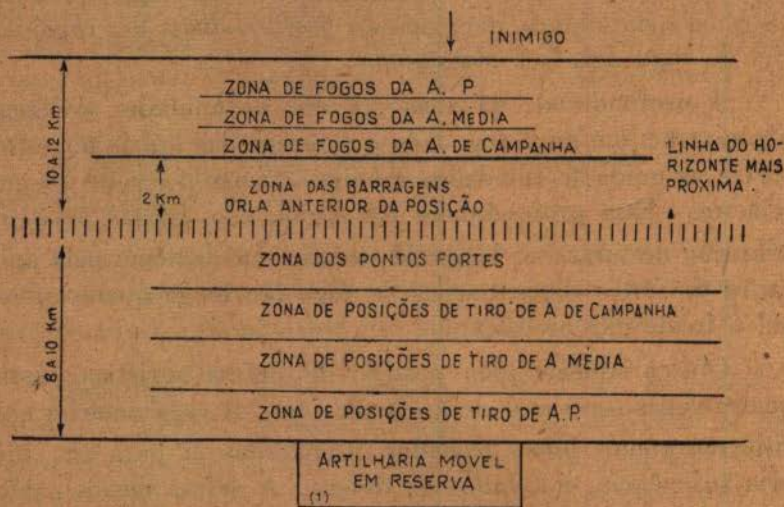 INIMIGO
ZONA DE FOGOS DA A. P.
ZONA DE FOGOS DA A. MÉDIA
ZONA DE FOGOS DA A. DE CAMPANHA
10 A 12 Km
2 Km
LINHA DO HO-
RIZONTE MAIS
PROXIMA.
ZONA DAS BARRAGENS
ORLA ANTERIOR DA POSIÇÃO
8 A 10 Km
ZONA DOS PONTOS FORTES
ZONA DE POSIÇÕES DE TIRO DE A DE CAMPANHA
ZONA DE POSIÇÕES DE TIRO DE A MÉDIA
ZONA DE POSIÇÕES DE TIRO DE A.P.
ARTILHARIA MOVEL
EM RESERVA
(1)